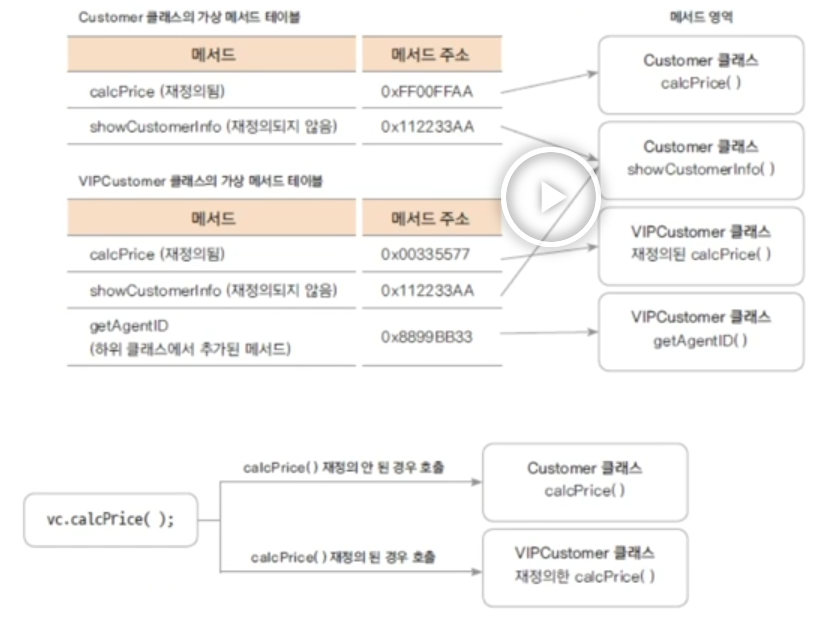 Customer 클래스의 가상 메서드 테이블
메서드 영역
메서드 메서드 주소
calcPrice (재정의됨) 0xFF00FFAA
showCustomerInfo (재정의되지 않음) 0x112233AA
Customer 클래스
calcPrice( )
Customer 클래스
showCustomerInfo( )
VIPCustomer 클래스의 가상 메서드 테이블
메서드 메서드 주소
calcPrice (재정의됨) 0x00335577
showCustomerInfo (재정의되지 않음) 0x112233AA
getAgentID
(하위 클래스에서 추가된 메서드) 0x8899BB33
VIPCustomer 클래스
재정의된 calcPrice( )
VIPCustomer 클래스
getAgentID( )
vc.calcPrice( );
calcPrice( ) 재정의 안 된 경우 호출
Customer 클래스
calcPrice( )
calcPrice( ) 재정의 된 경우 호출
VIPCustomer 클래스
재정의한 calcPrice( )